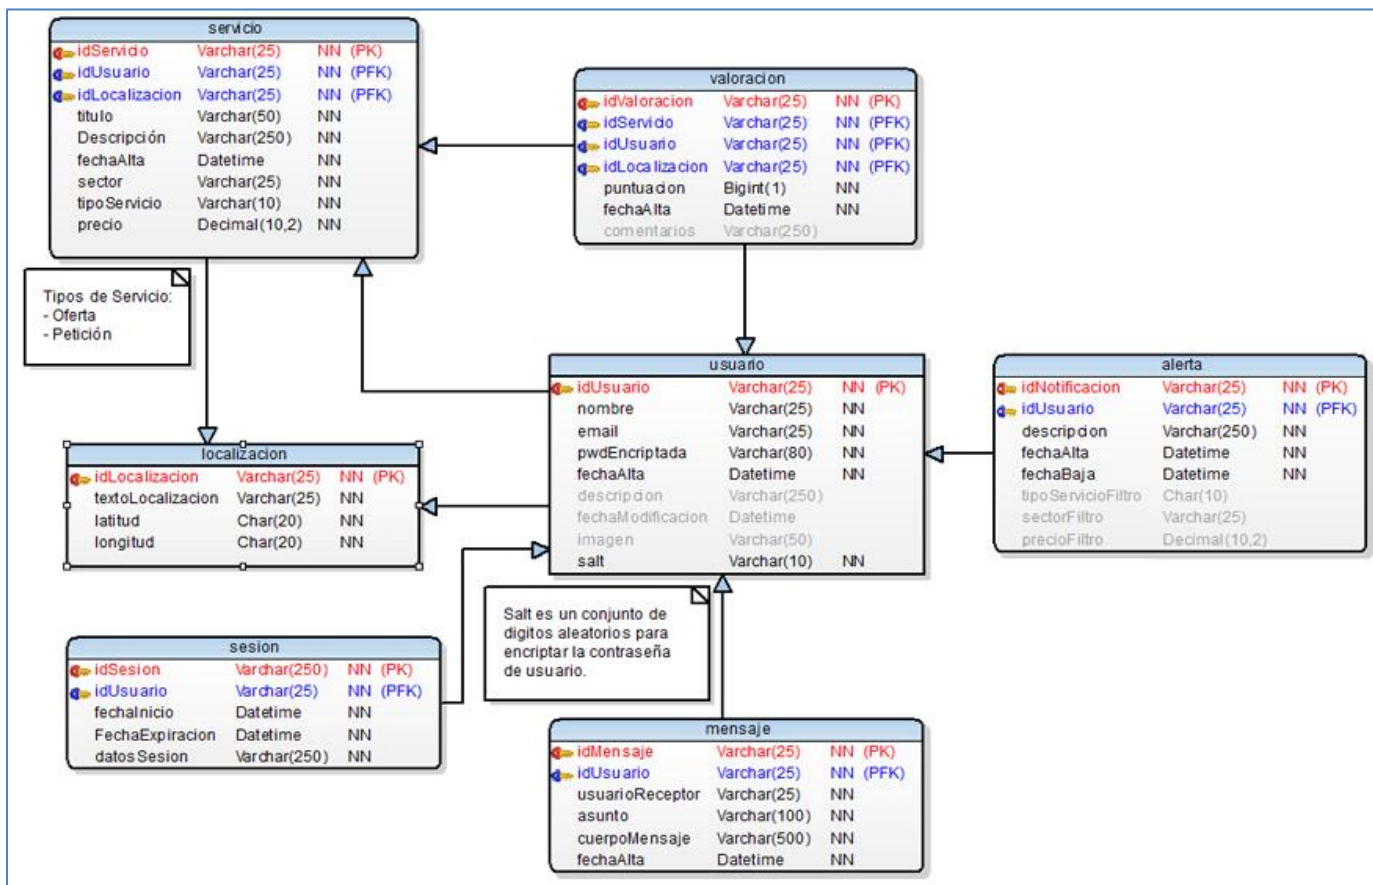 servicio
idServicio Varchar(25) NN (PK)
idUsuario Varchar(25) NN (PFK)
idLocalizacion Varchar(25) NN (PFK)
titulo Varchar(50) NN
Descripción Varchar(250) NN
fechaAlta Datetime NN
sector Varchar(25) NN
tipoServicio Varchar(10) NN
precio Decimal(10,2) NN
valoracion
idValoracion Varchar(25) NN (PK)
idServicio Varchar(25) NN (PFK)
idUsuario Varchar(25) NN (PFK)
idLocalizacion Varchar(25) NN (PFK)
puntuacion Bigint(1) NN
fechaAlta Datetime NN
comentarios Varchar(250)
Tipos de Servicio:
- Oferta
- Petición
usuario
idUsuario Varchar(25) NN (PK)
nombre Varchar(25) NN
email Varchar(25) NN
pwdEncriptada Varchar(80) NN
fechaAlta Datetime NN
descripcion Varchar(250)
fechaModificacion Datetime
imagen Varchar(50)
salt Varchar(10) NN
alerta
idNotificacion Varchar(25) NN (PK)
idUsuario Varchar(25) NN (PFK)
descripcion Varchar(250) NN
fechaAlta Datetime NN
fechaBaja Datetime NN
tipoServicioFiltro Char(10)
sectorFiltro Varchar(25)
precioFiltro Decimal(10,2)
localizacion
idLocalizacion Varchar(25) NN (PK)
textoLocalizacion Varchar(25) NN
latitud Char(20) NN
longitud Char(20) NN
Salt es un conjunto de
digitos aleatorios para
encriptar la contraseña
de usuario.
sesion
idSesion Varchar(250) NN (PK)
idUsuario Varchar(25) NN (PFK)
fechaInicio Datetime NN
FechaExpiracion Datetime NN
datosSesion Varchar(250) NN
mensaje
idMensaje Varchar(25) NN (PK)
idUsuario Varchar(25) NN (PFK)
usuarioReceptor Varchar(25) NN
asunto Varchar(100) NN
cuerpoMensaje Varchar(500) NN
fechaAlta Datetime NN